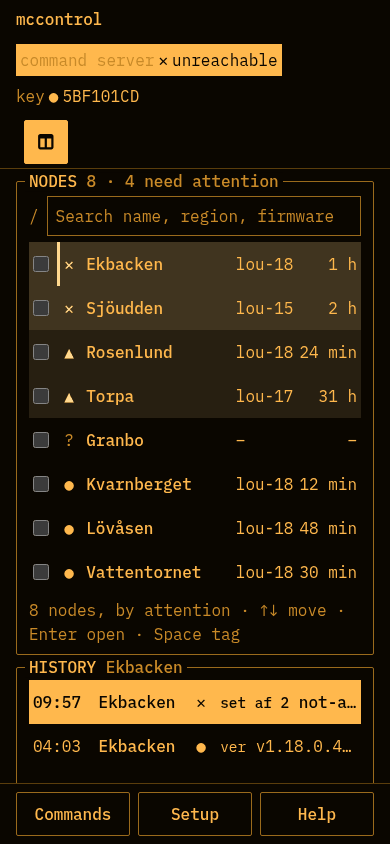 mccontrol
command server × unreachable
key ● 5BF101CD
NODES 8 · 4 need attention
/ Search name, region, firmware
× Ekbacken lou-18 1 h
× Sjöudden lou-15 2 h
▲ Rosenlund lou-18 24 min
▲ Torpa lou-17 31 h
? Granbo – –
● Kvarnberget lou-18 12 min
● Lövåsen lou-18 48 min
● Vattentornet lou-18 30 min
8 nodes, by attention · ↑↓ move ·
Enter open · Space tag
HISTORY Ekbacken
09:57 Ekbacken × set af 2 not-a…
04:03 Ekbacken ● ver v1.18.0.4…
Commands Setup Help